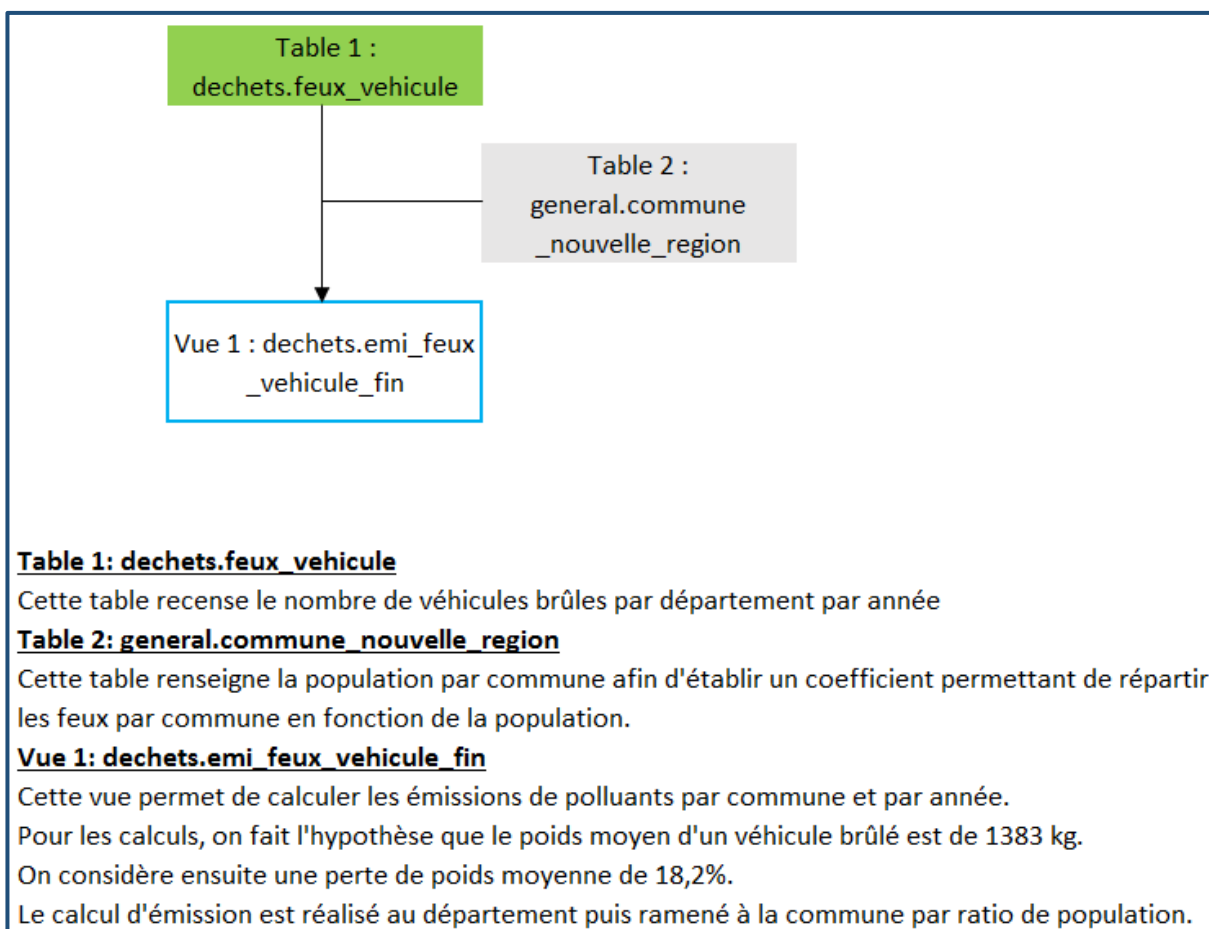 Table 1 :
dechets.feux_vehicule
Table 2 :
general.commune
_nouvelle_region
Vue 1 : dechets.emi_feux
_vehicule_fin
Table 1: dechets.feux_vehicule
Cette table recense le nombre de véhicules brûles par département par année
Table 2: general.commune_nouvelle_region
Cette table renseigne la population par commune afin d'établir un coefficient permettant de répartir
les feux par commune en fonction de la population.
Vue 1: dechets.emi_feux_vehicule_fin
Cette vue permet de calculer les émissions de polluants par commune et par année.
Pour les calculs, on fait l'hypothèse que le poids moyen d'un véhicule brûlé est de 1383 kg.
On considère ensuite une perte de poids moyenne de 18,2%.
Le calcul d'émission est réalisé au département puis ramené à la commune par ratio de population.